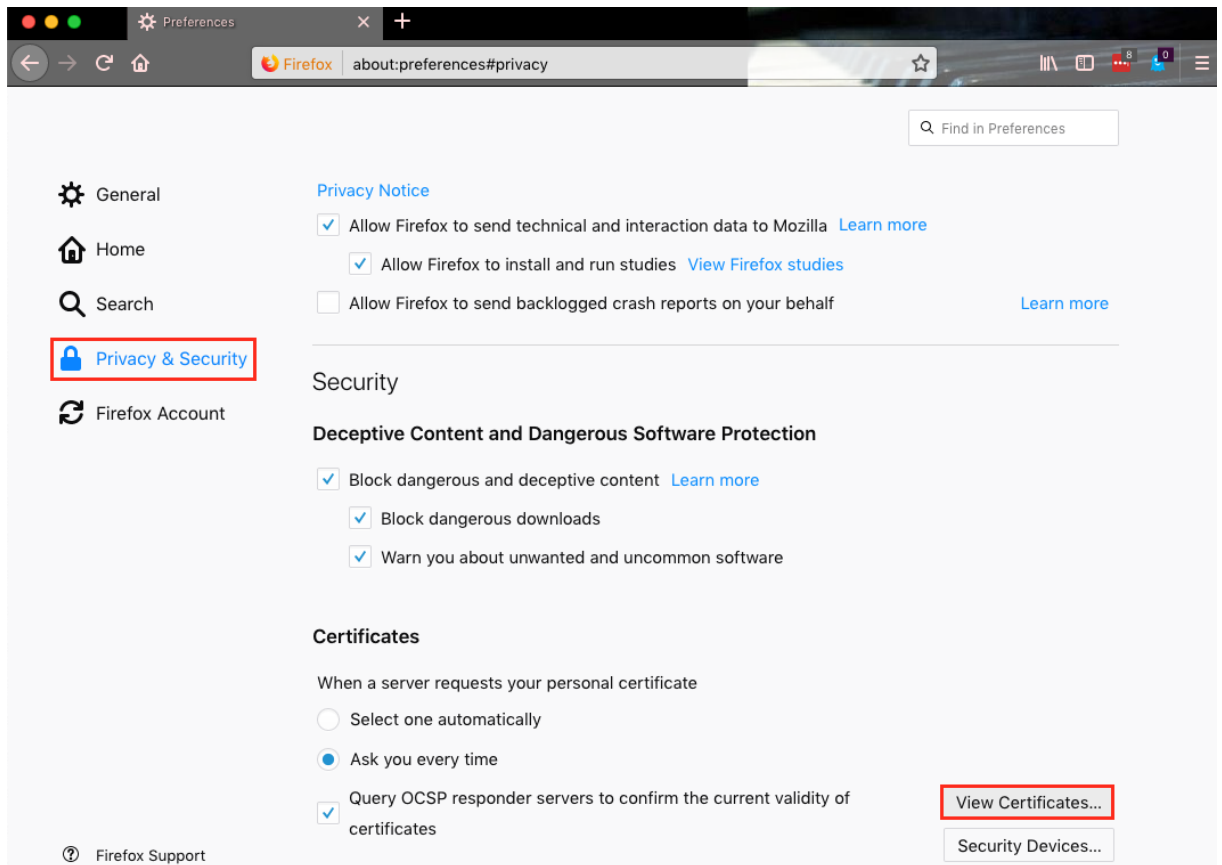 Preferences
Firefox about:preferences#privacy
8
0
Find in Preferences
General
Home
Search
Privacy & Security
Firefox Account
Privacy Notice
Allow Firefox to send technical and interaction data to Mozilla Learn more
Allow Firefox to install and run studies View Firefox studies
Allow Firefox to send backlogged crash reports on your behalf Learn more
Security
Deceptive Content and Dangerous Software Protection
Block dangerous and deceptive content Learn more
Block dangerous downloads
Warn you about unwanted and uncommon software
Certificates
When a server requests your personal certificate
Select one automatically
Ask you every time
Query OCSP responder servers to confirm the current validity of
certificates
View Certificates...
Security Devices...
Firefox Support